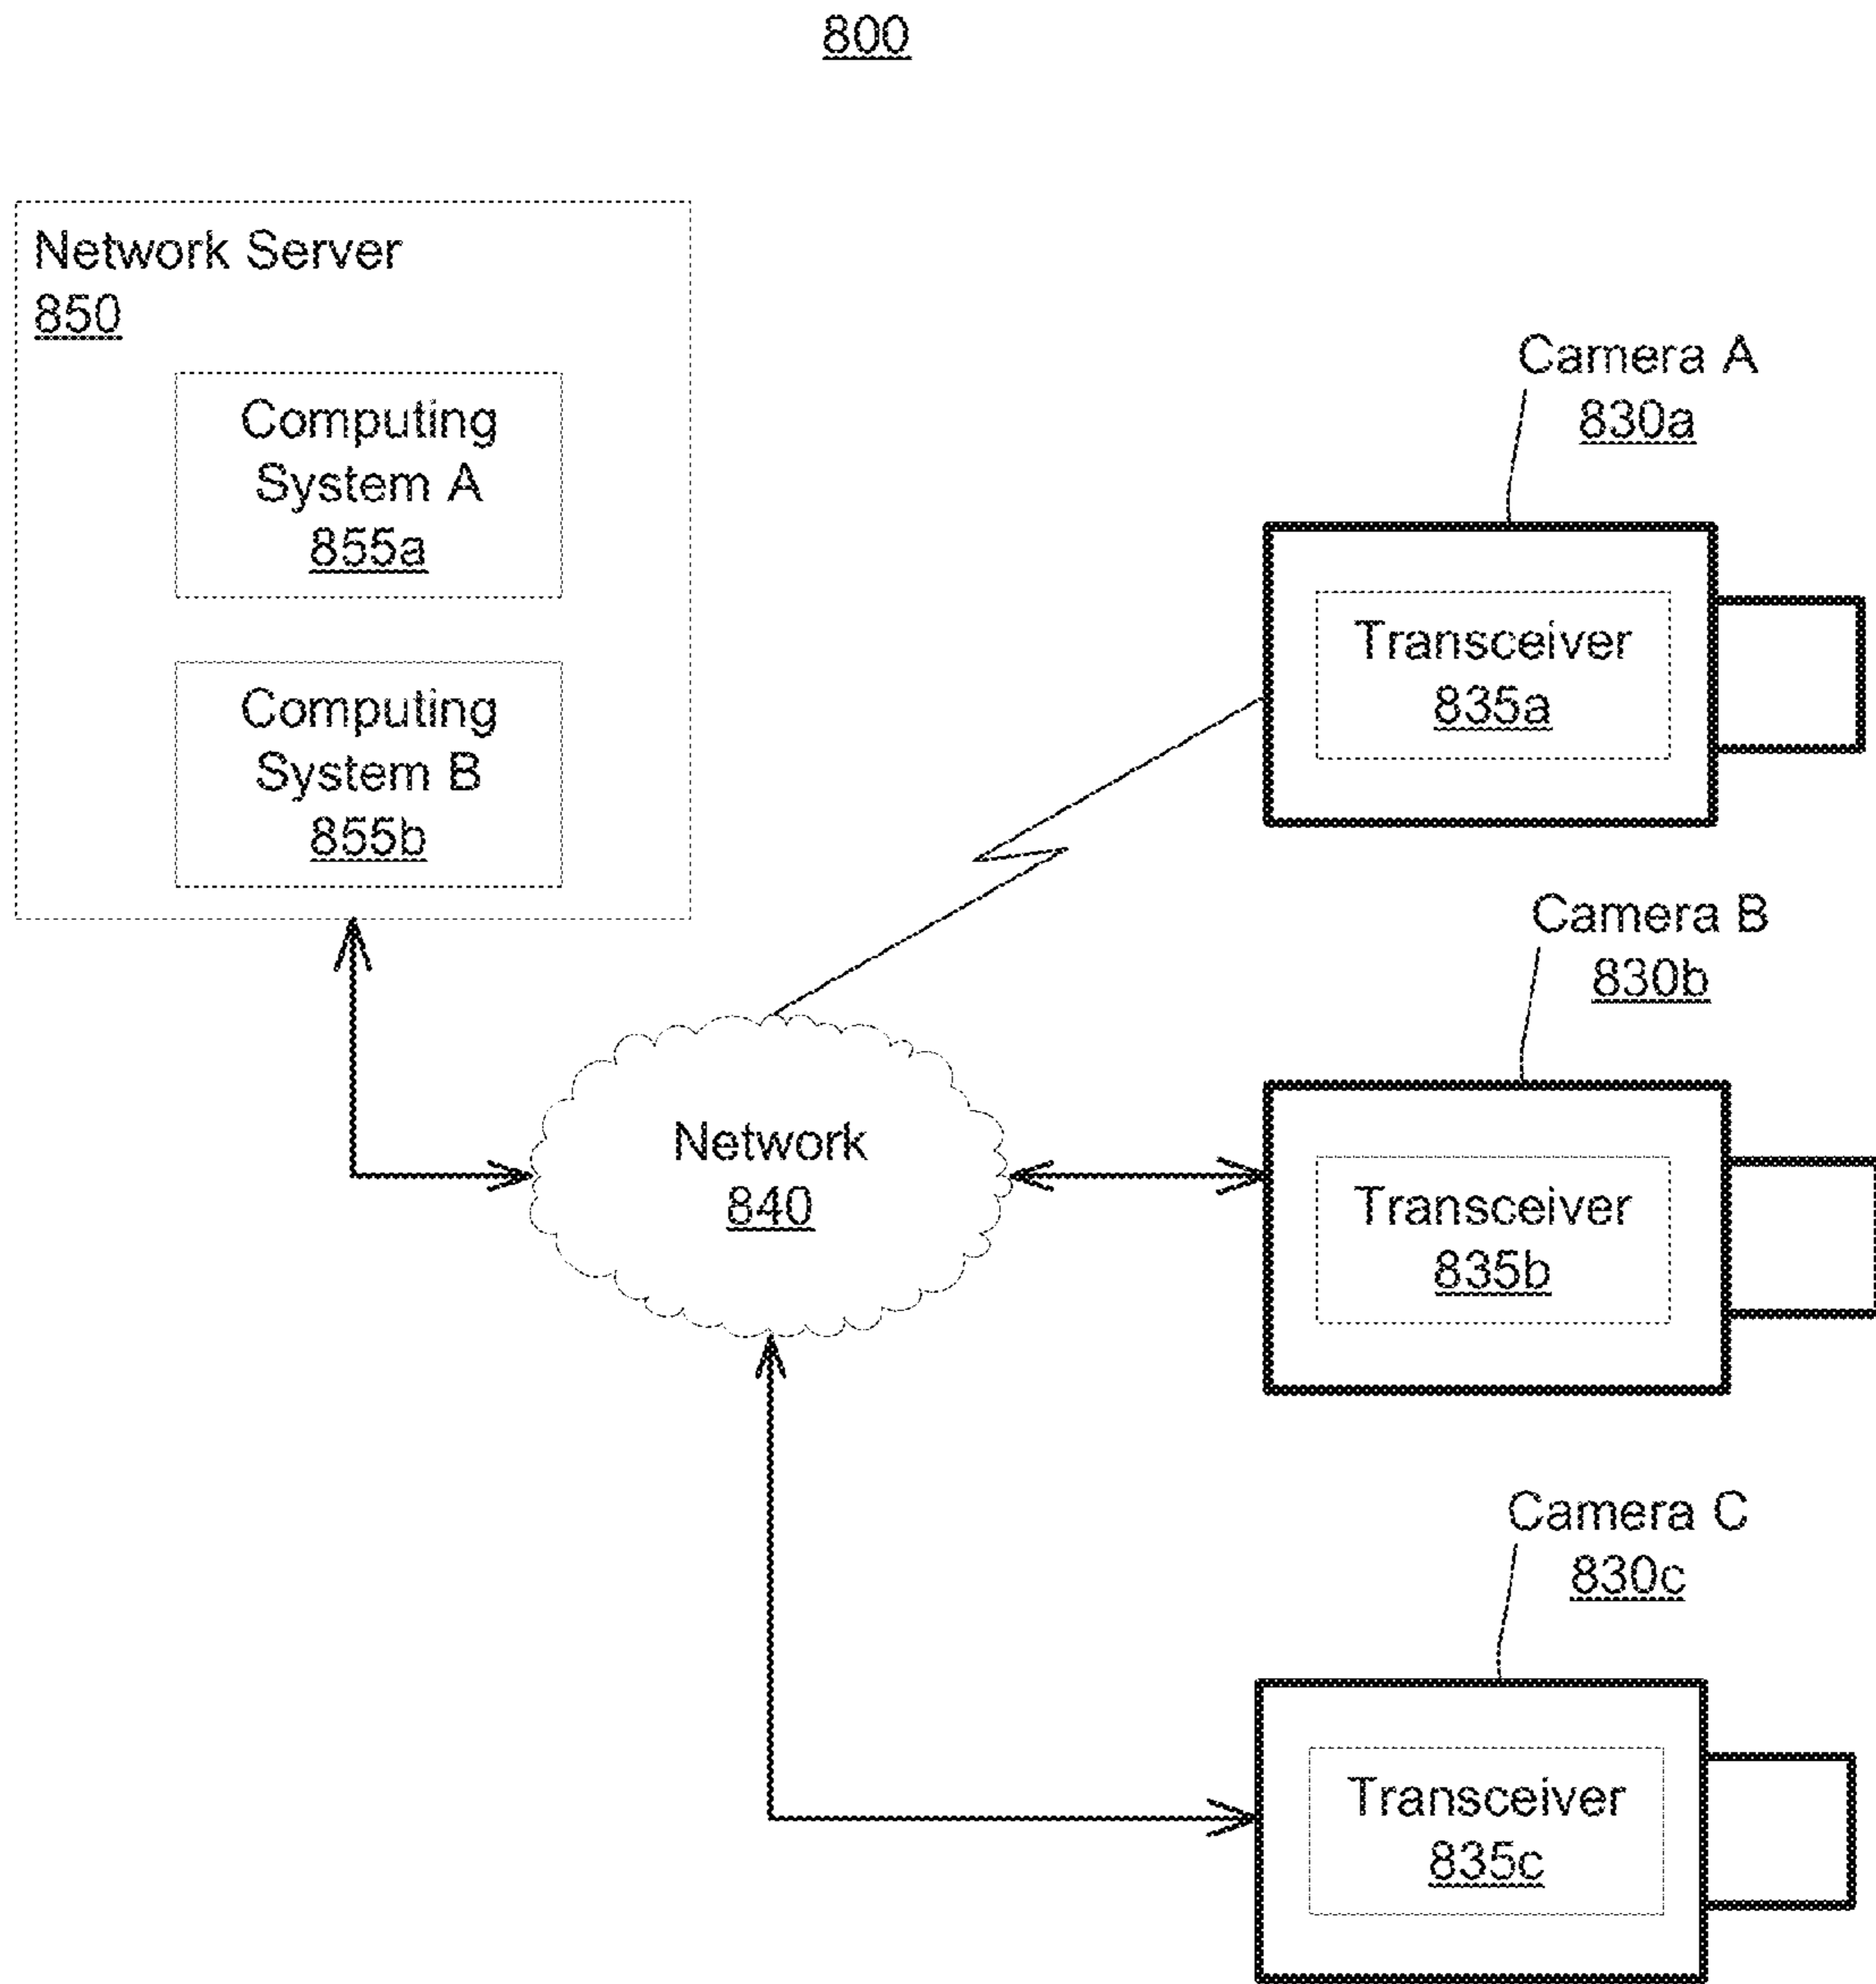 800
Network Server
850
Computing
System A
855a
Computing
System B
855b
Camera A
830a
Transceiver
835a
Camera B
830b
Transceiver
835b
Network
840
Camera C
830c
Transceiver
835c